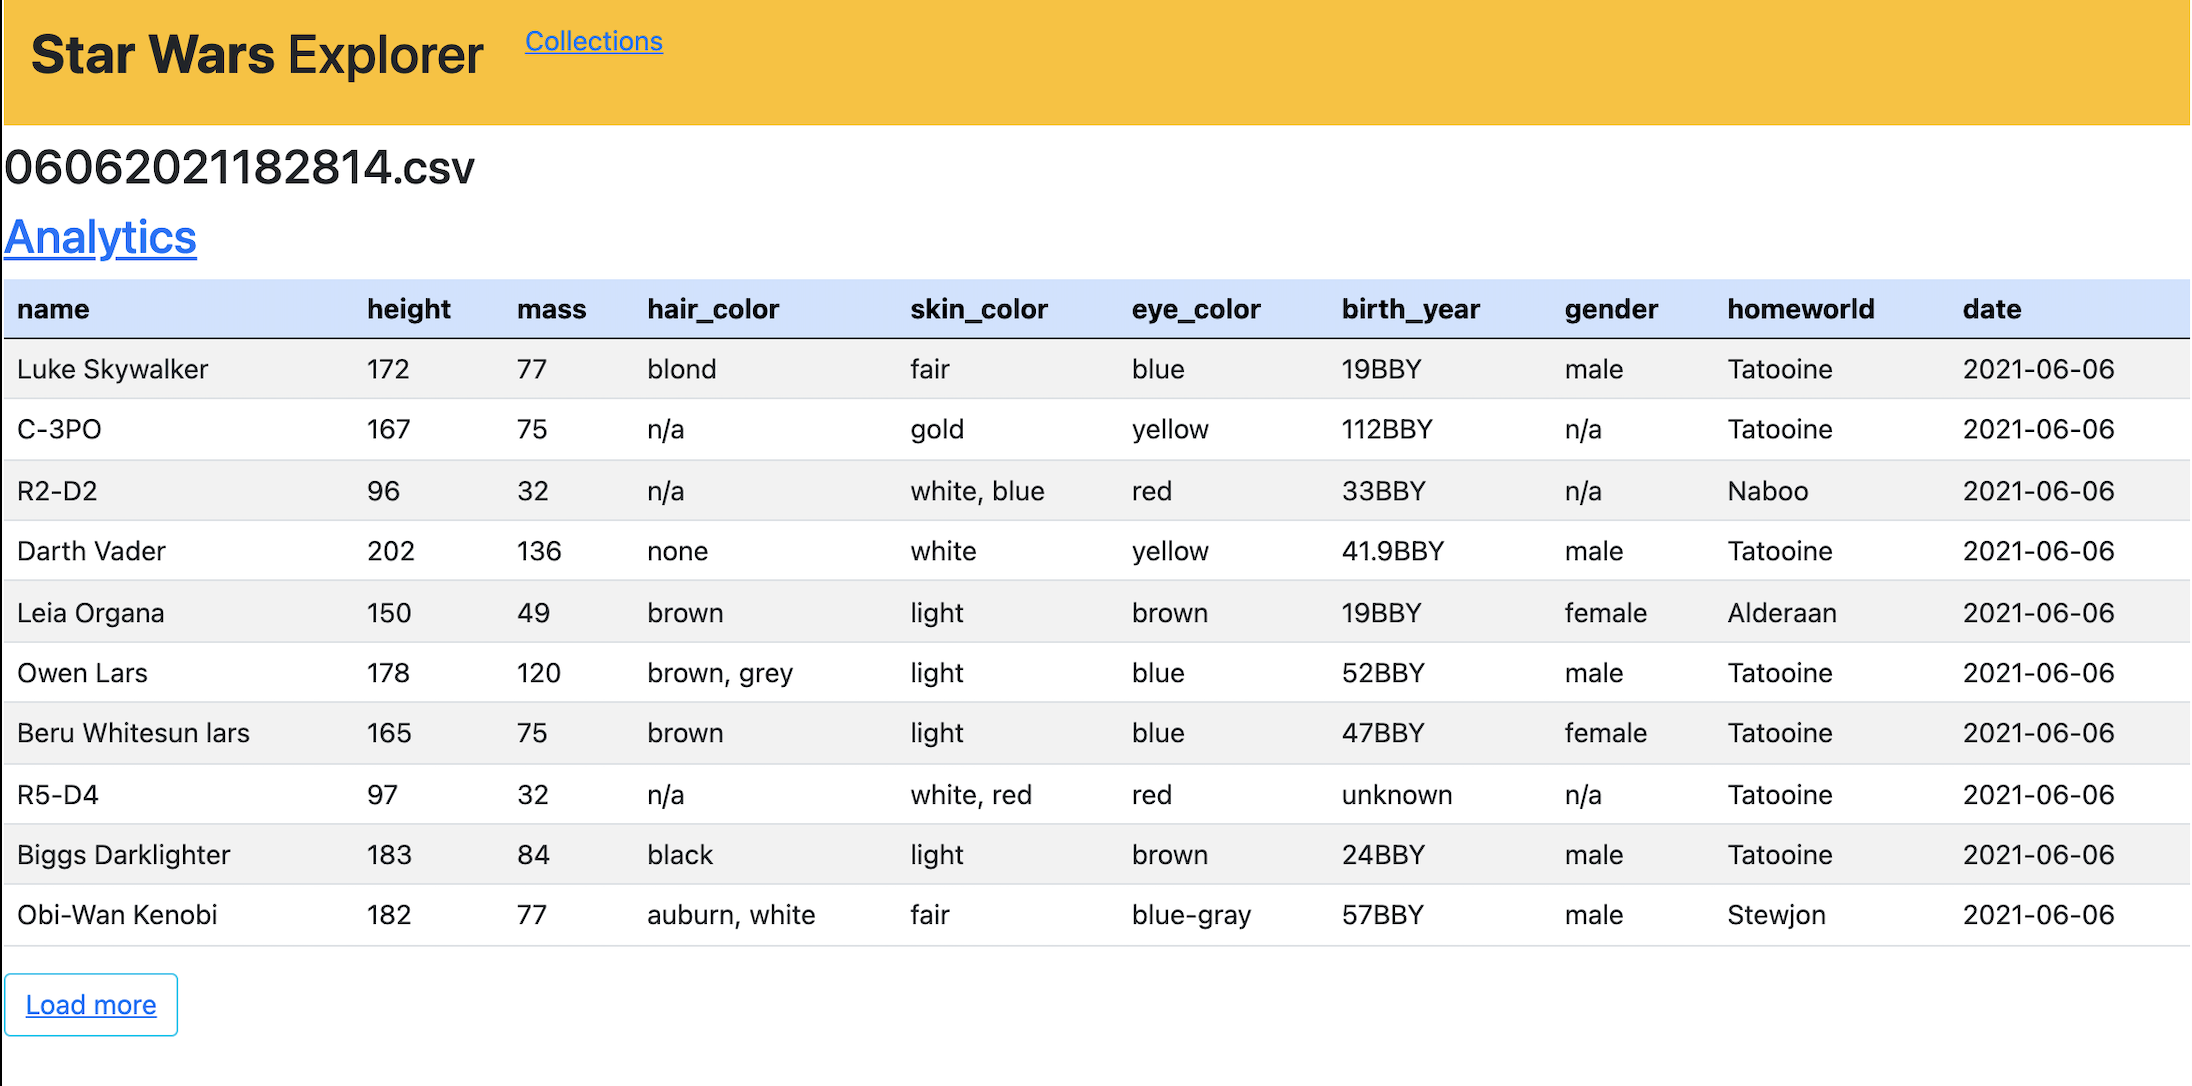 Star Wars Explorer Collections
06062021182814.csv
Analytics
name height mass hair_color skin_color eye_color birth_year gender homeworld date
Luke Skywalker 172 77 blond fair blue 19BBY male Tatooine 2021-06-06
C-3PO 167 75 n/a gold yellow 112BBY n/a Tatooine 2021-06-06
R2-D2 96 32 n/a white, blue red 33BBY n/a Naboo 2021-06-06
Darth Vader 202 136 none white yellow 41.9BBY male Tatooine 2021-06-06
Leia Organa 150 49 brown light brown 19BBY female Alderaan 2021-06-06
Owen Lars 178 120 brown, grey light blue 52BBY male Tatooine 2021-06-06
Beru Whitesun lars 165 75 brown light blue 47BBY female Tatooine 2021-06-06
R5-D4 97 32 n/a white, red red unknown n/a Tatooine 2021-06-06
Biggs Darklighter 183 84 black light brown 24BBY male Tatooine 2021-06-06
Obi-Wan Kenobi 182 77 auburn, white fair blue-gray 57BBY male Stewjon 2021-06-06
Load more